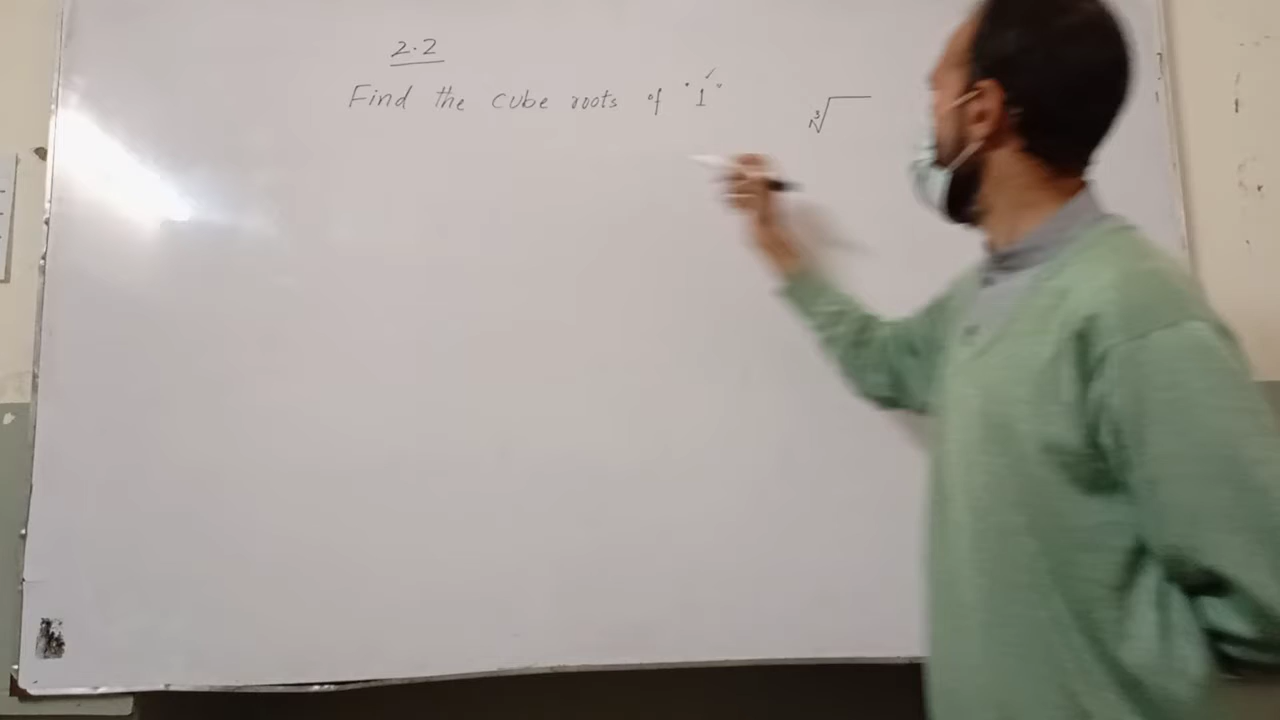 2.2
Find the cube roots of "1" ∛